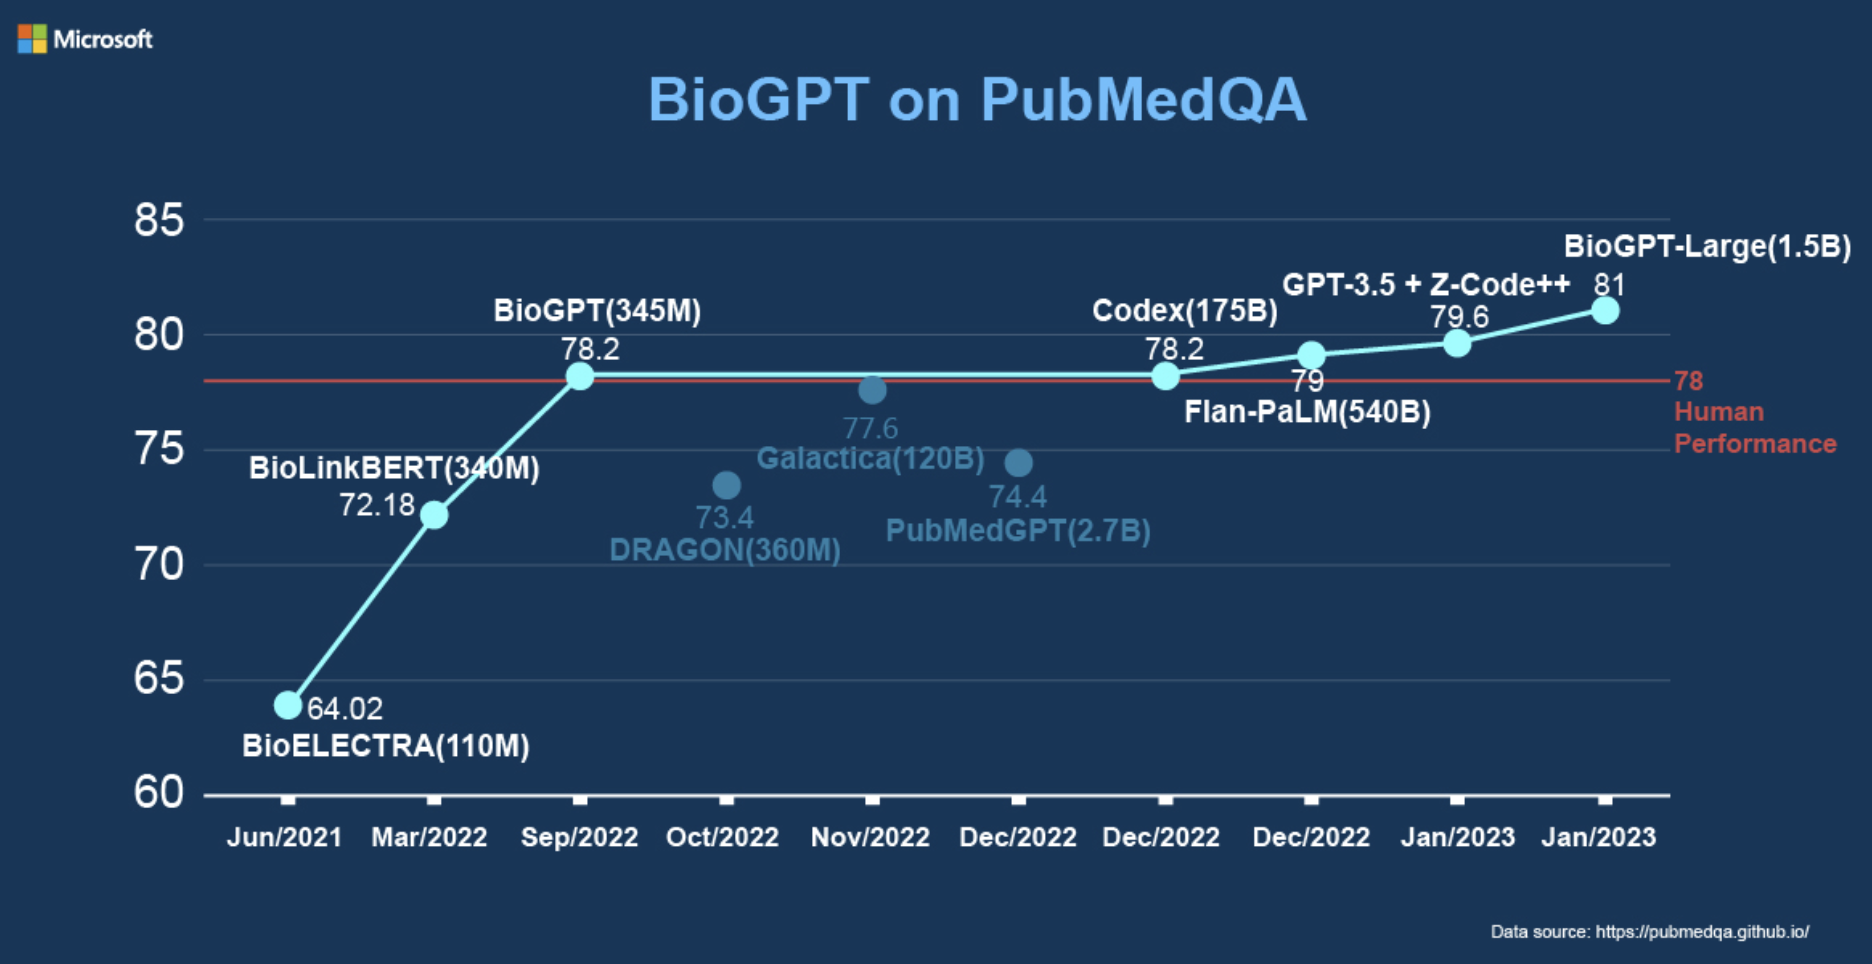 Microsoft
BioGPT on PubMedQA
85
80
75
70
65
60
BioELECTRA(110M)
64.02
BioLinkBERT(340M)
72.18
BioGPT(345M)
78.2
73.4
DRAGON(360M)
77.6
Galactica(120B)
74.4
PubMedGPT(2.7B)
Codex(175B)
78.2
79
Flan-PaLM(540B)
GPT-3.5 + Z-Code++
79.6
BioGPT-Large(1.5B)
81
78
Human
Performance
Jun/2021
Mar/2022
Sep/2022
Oct/2022
Nov/2022
Dec/2022
Dec/2022
Dec/2022
Jan/2023
Jan/2023
Data source: https://pubmedqa.github.io/